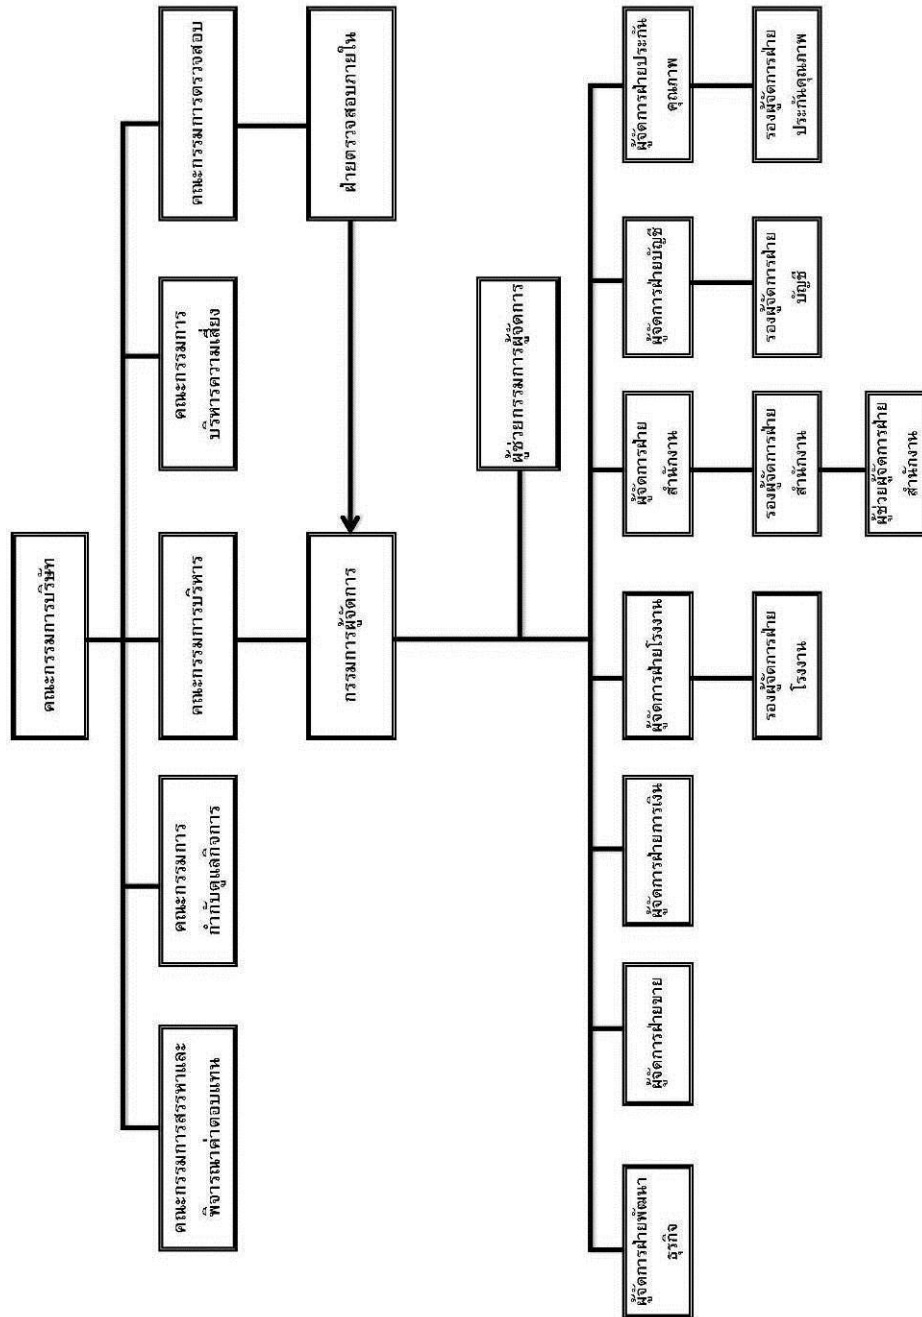 คณะกรรมการบริษัท
คณะกรรมการสรรหาและ
พิจารณาค่าตอบแทน
คณะกรรมการ
กำกับดูแลกิจการ
คณะกรรมการบริหาร
คณะกรรมการ
บริหารความเสี่ยง
คณะกรรมการตรวจสอบ
กรรมการผู้จัดการ
ฝ่ายตรวจสอบภายใน
ผู้ช่วยกรรมการผู้จัดการ
ผู้จัดการฝ่ายพัฒนา
ธุรกิจ
ผู้จัดการฝ่ายขาย
ผู้จัดการฝ่ายการเงิน
ผู้จัดการฝ่ายโรงงาน
ผู้จัดการฝ่าย
สำนักงาน
ผู้จัดการฝ่ายบัญชี
ผู้จัดการฝ่ายประกัน
คุณภาพ
รองผู้จัดการฝ่าย
โรงงาน
รองผู้จัดการฝ่าย
สำนักงาน
รองผู้จัดการฝ่าย
บัญชี
รองผู้จัดการฝ่าย
ประกันคุณภาพ
ผู้ช่วยผู้จัดการฝ่าย
สำนักงาน